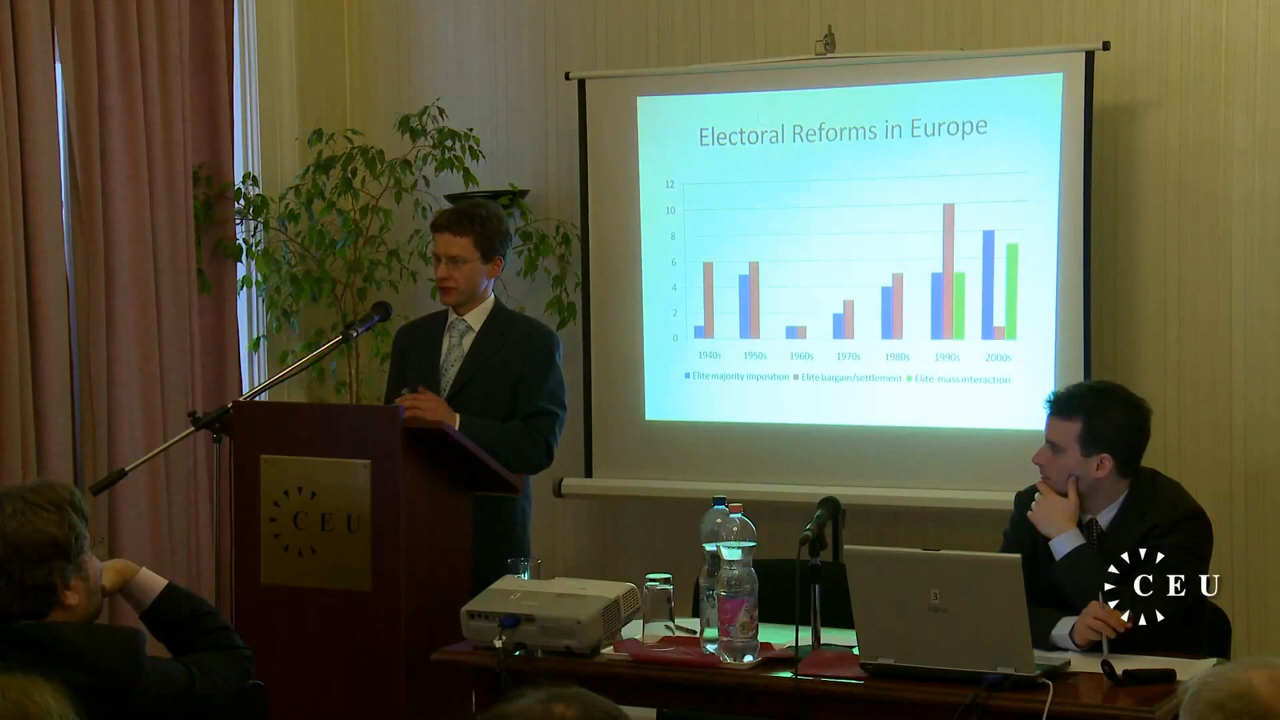 Electoral Reforms in Europe
12
10
8
6
4
2
0
1940s 1950s 1960s 1970s 1980s 1990s 2000s
Elite majority imposition Elite bargain/settlement Elite-mass interaction
CEU
3
CEU